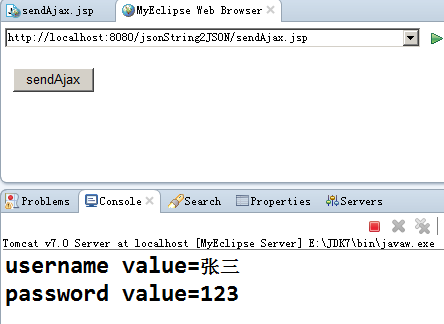 sendAjax.jsp MyEclipse Web Browser
http://localhost:8080/jsonString2JSON/sendAjax.jsp
sendAjax
Problems Console Search Properties Servers
Tomcat v7.0 Server at localhost [MyEclipse Server] E:\JDK7\bin\javaw.exe
username value=张三
password value=123